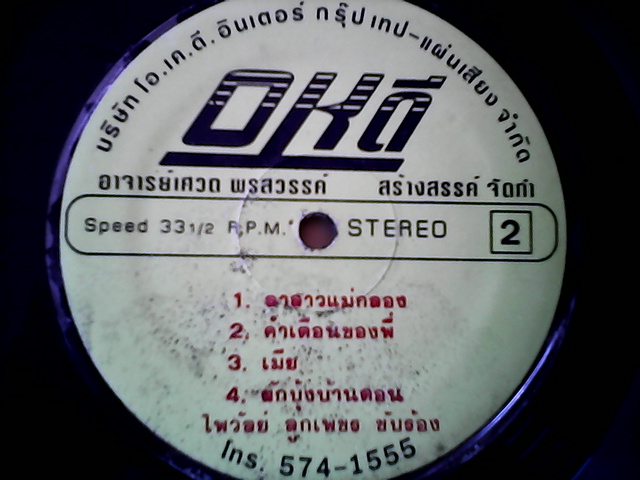 บริษัท โอ.เค.ดี. อินเตอร์ กรุ๊ป เทป-แผ่นเสียง จำกัด
อาจารย์เศวต พรสวรรค์ สร้างสรรค์ จัดทำ
Speed 33 1/2 R.P.M. STEREO 2
1. ลาสาวแม่กลอง
2. คำเตือนของพี่
3. เมีย
4. ผักบุ้งบ้านดอน
ไพวัลย์ ลูกเพชร ขับร้อง
โทร. 574-1555